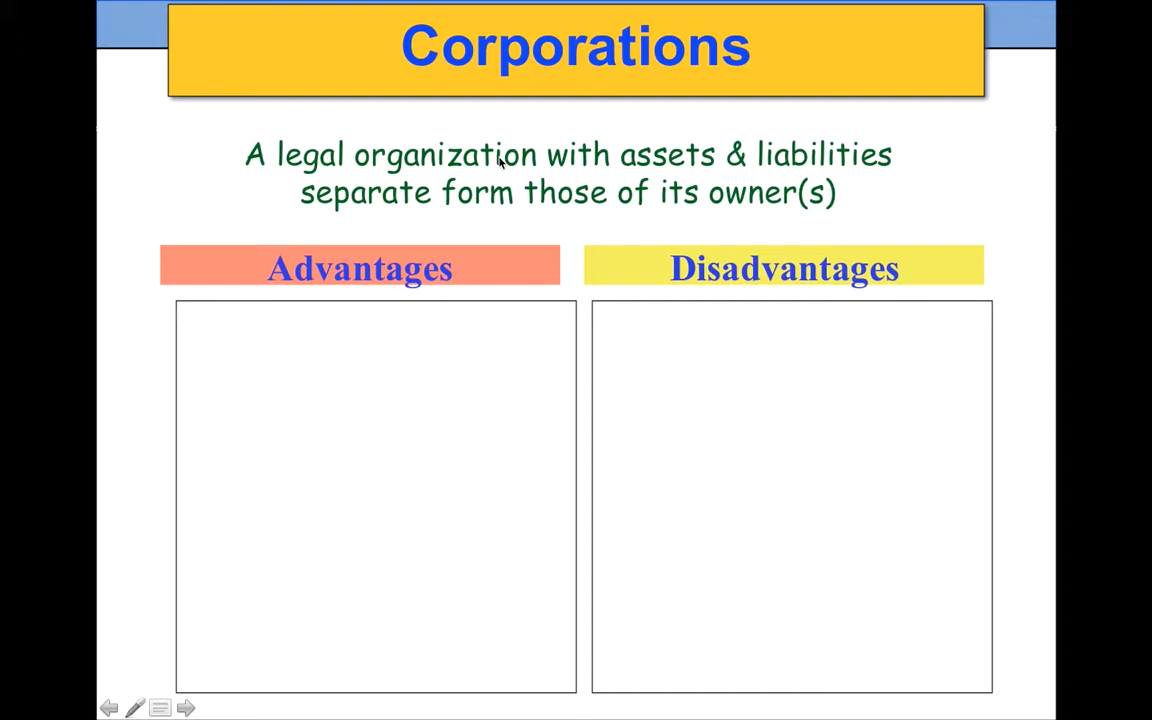 Corporations
A legal organization with assets & liabilities
separate form those of its owner(s)
Advantages
Disadvantages